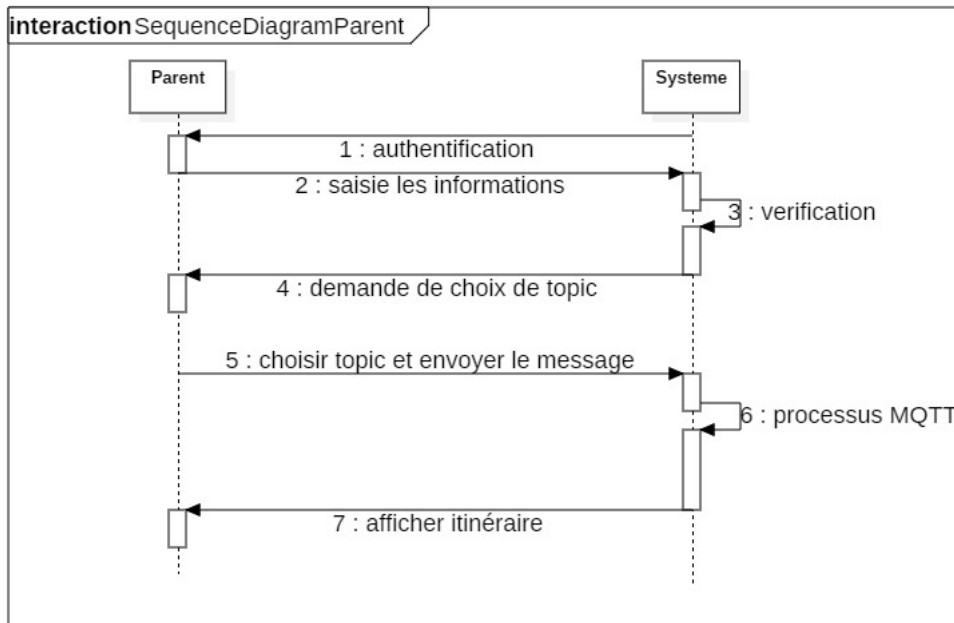 interaction SequenceDiagramParent
Parent
Systeme
1 : authentification
2 : saisie les informations
3 : verification
4 : demande de choix de topic
5 : choisir topic et envoyer le message
6 : processus MQTT
7 : afficher itinéraire